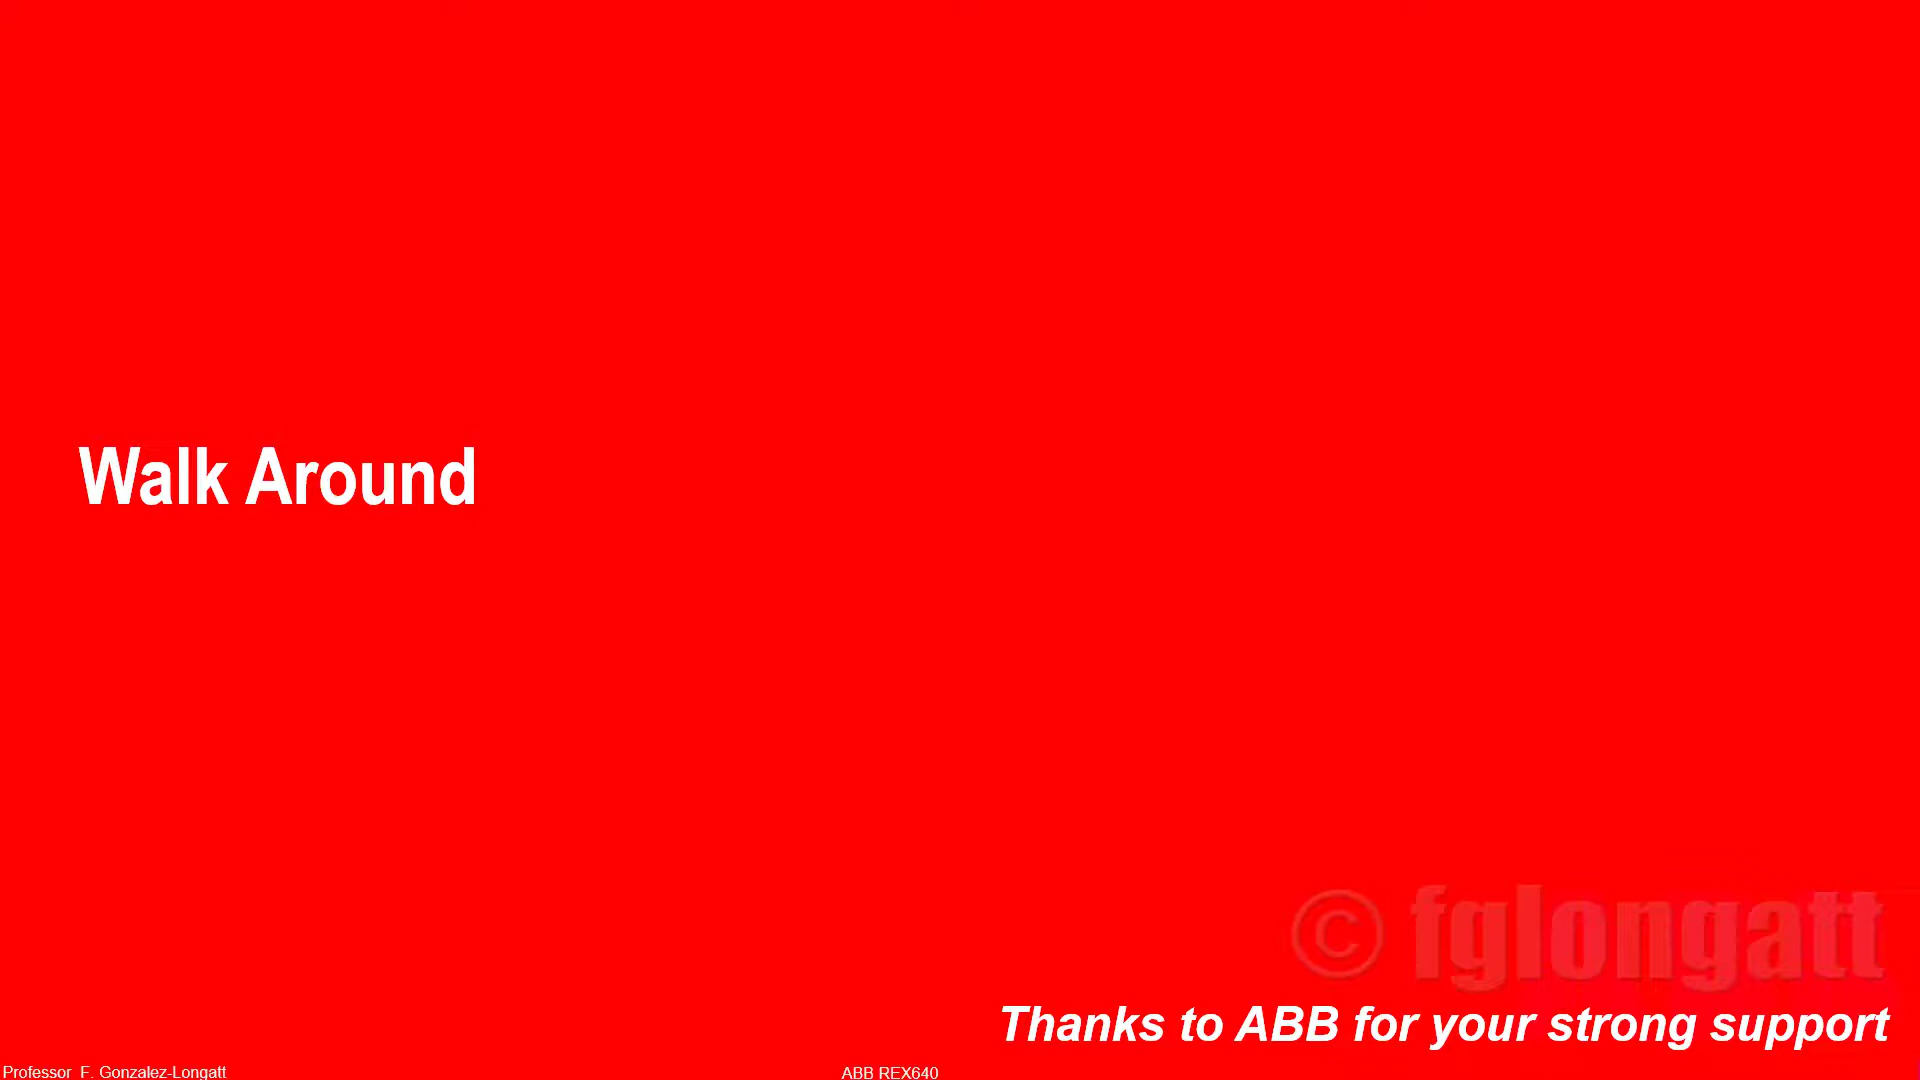 Walk Around
© fglongatt
Thanks to ABB for your strong support
Professor F. Gonzalez-Longatt
ABB REX640